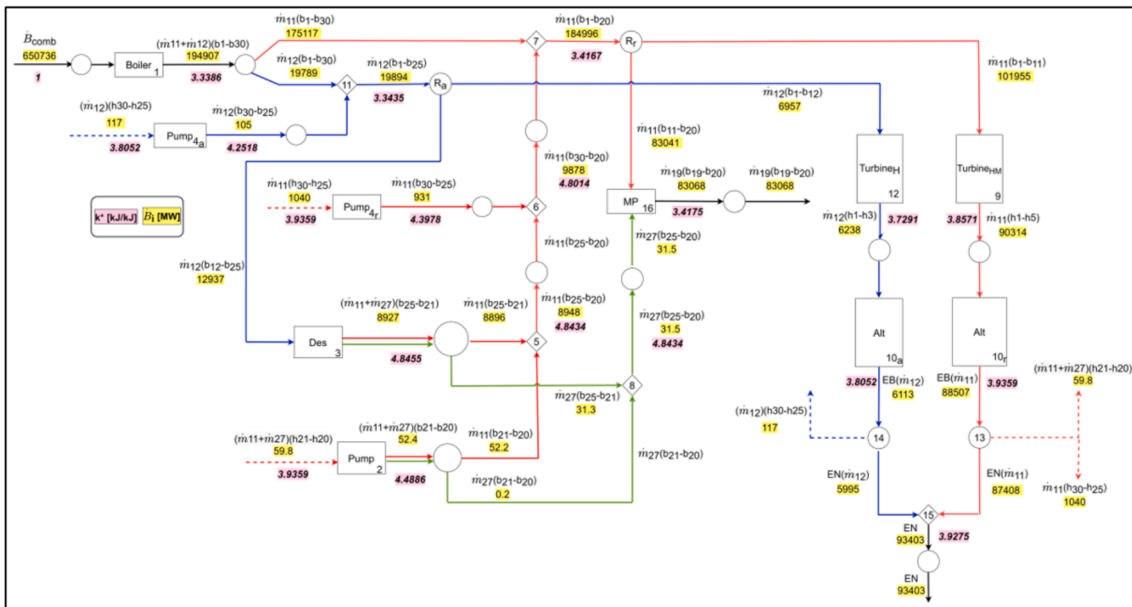 ṁ11(b1-b30)
175117
ṁ11(b1-b20)
184996
3.4167
Ḃcomb
650736
1
Boiler 1
(ṁ11+ṁ12)(b1-b30)
194907
3.3386
7
Rr
ṁ12(b1-b30)
19789
11
ṁ12(b1-b25)
19894
3.3435
Ra
ṁ11(b1-b11)
101955
ṁ12(b1-b12)
6957
(ṁ12)(h30-h25)
117
3.8052
Pump4a
ṁ12(b30-b25)
105
4.2518
ṁ11(b11-b20)
83041
ṁ11(b30-b20)
9878
4.8014
TurbineH
12
TurbineHM
9
k* [kJ/kJ]
Ḃi [MW]
ṁ11(h30-h25)
1040
3.9359
Pump4r
ṁ11(b30-b25)
931
4.3978
6
MP 16
ṁ19(b19-b20)
83068
3.4175
ṁ19(b19-b20)
83068
ṁ12(h1-h3)
6238
3.7291
ṁ11(h1-h5)
90314
3.8571
ṁ11(b25-b20)
ṁ27(b25-b20)
31.5
ṁ12(b12-b25)
12937
(ṁ11+ṁ27)(b25-b21)
8927
4.8455
Des 3
ṁ11(b25-b21)
8896
5
ṁ11(b25-b20)
8948
4.8434
ṁ27(b25-b20)
31.5
4.8434
Alt
10a
Alt
10r
8
ṁ27(b25-b21)
31.3
3.8052
EB(ṁ12)
6113
3.9359
EB(ṁ11)
88507
(ṁ11+ṁ27)(h21-h20)
59.8
(ṁ12)(h30-h25)
117
14
13
(ṁ11+ṁ27)(h21-h20)
59.8
3.9359
Pump 2
(ṁ11+ṁ27)(b21-b20)
52.4
4.4886
ṁ11(b21-b20)
52.2
ṁ27(b21-b20)
ṁ27(b21-b20)
0.2
EN(ṁ12)
5995
EN(ṁ11)
87408
ṁ11(h30-h25)
1040
15
EN
93403
3.9275
EN
93403